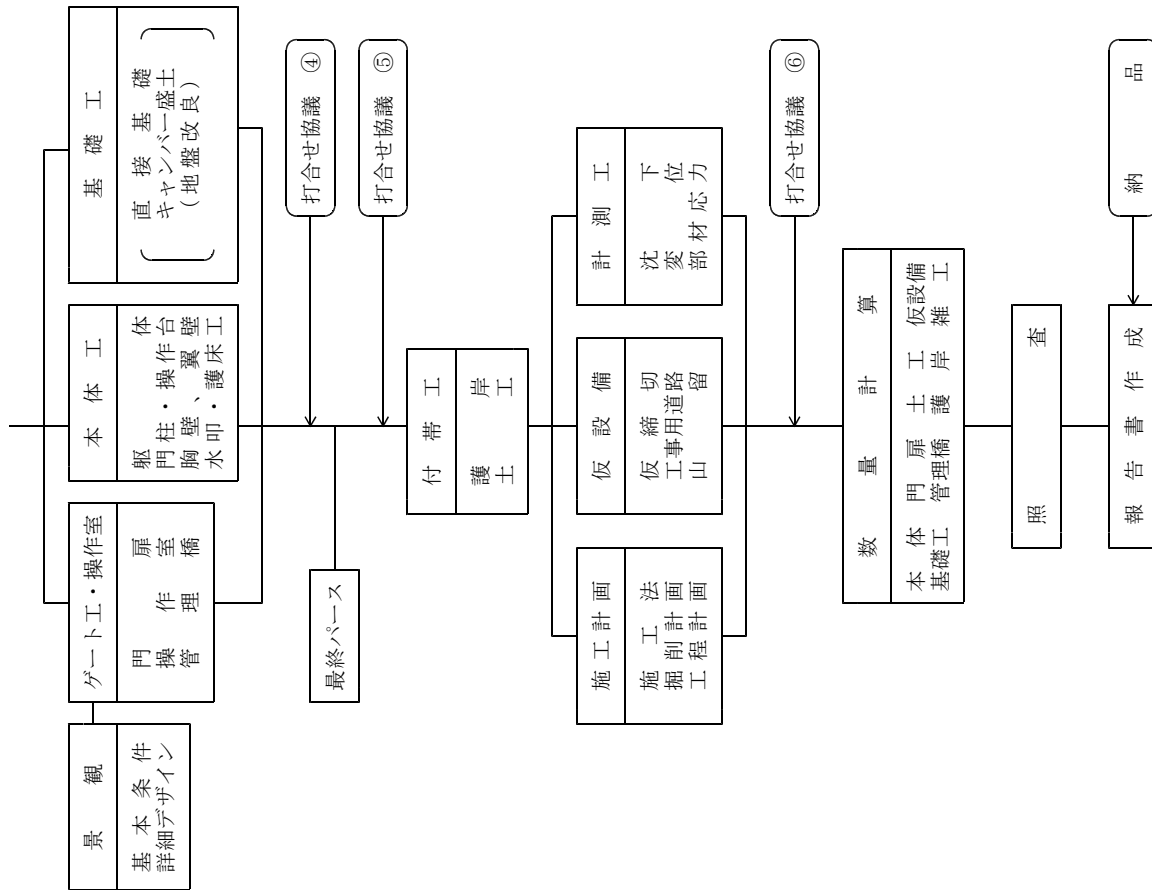 景観
基本条件
詳細デザイン
ゲート工・操作室
門扉
操作室
管理橋
本体工
躯体
門柱・操作台
胸壁、翼壁
水叩・護床工
基礎工
直接基礎
キャンバー盛土
（地盤改良）
打合せ協議 ④
最終パース
打合せ協議 ⑤
付帯工
護岸
土工
施工計画
施工法
掘削計画
工程計画
仮設備
仮締切
工事用道路
山留
計測工
沈下
変位
部材応力
打合せ協議 ⑥
数量計算
本体 門扉 土工 仮設備
基礎工 管理橋 護岸 雑工
照査
報告書作成
納品